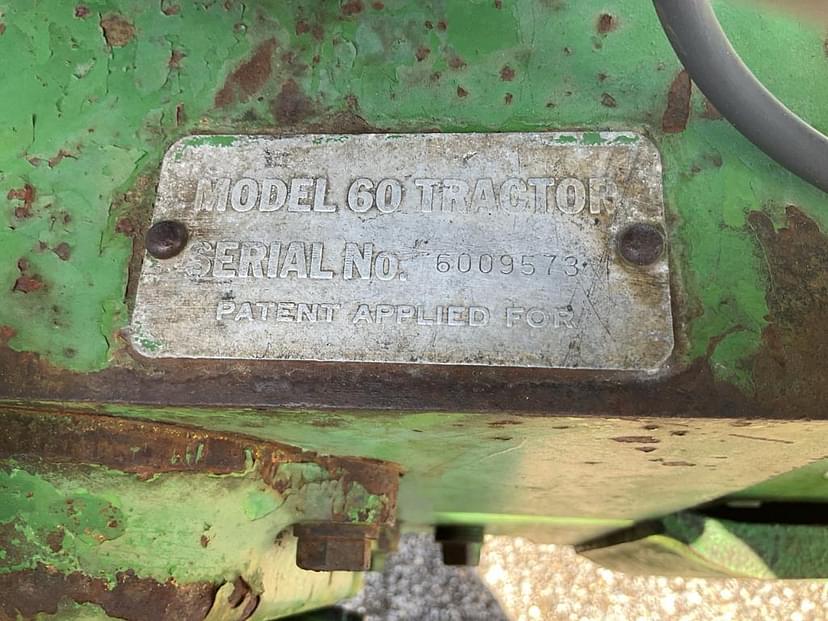 MODEL 60 TRACTOR
SERIAL No. 6009573
PATENT APPLIED FOR